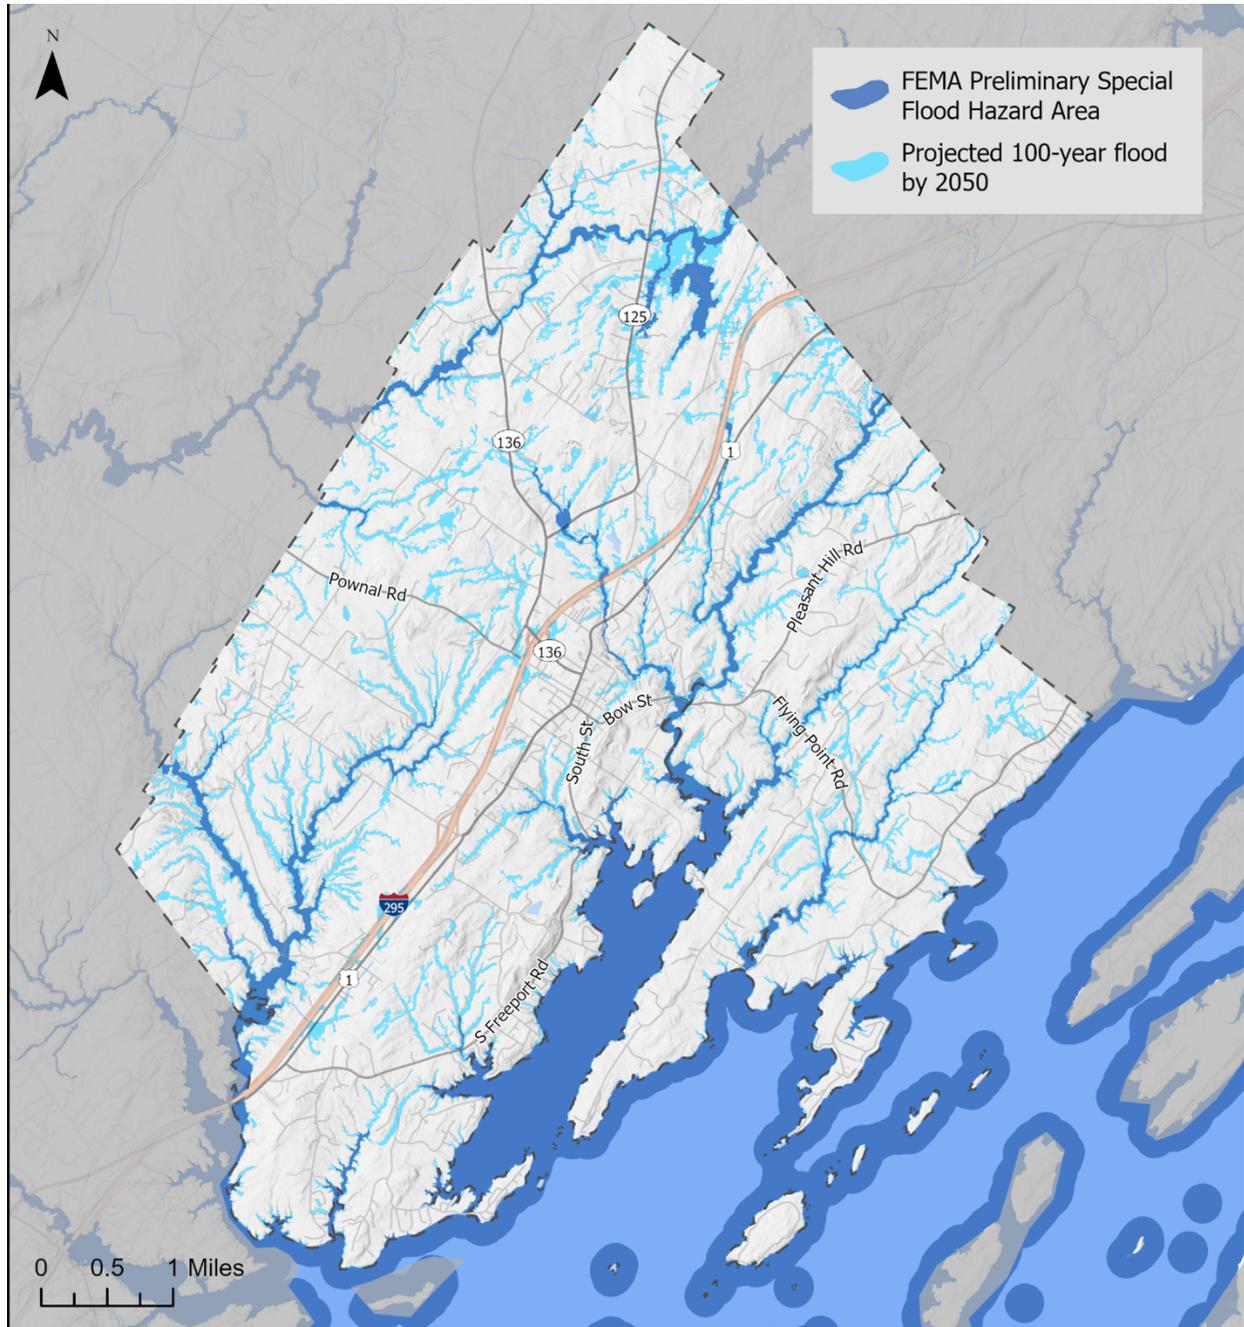 N
FEMA Preliminary Special
Flood Hazard Area
Projected 100-year flood
by 2050
125
136
1
Pownal Rd
Pleasant Hill Rd
136
Bow St
South St
Flying Point Rd
295
1
S Freeport Rd
0 0.5 1 Miles